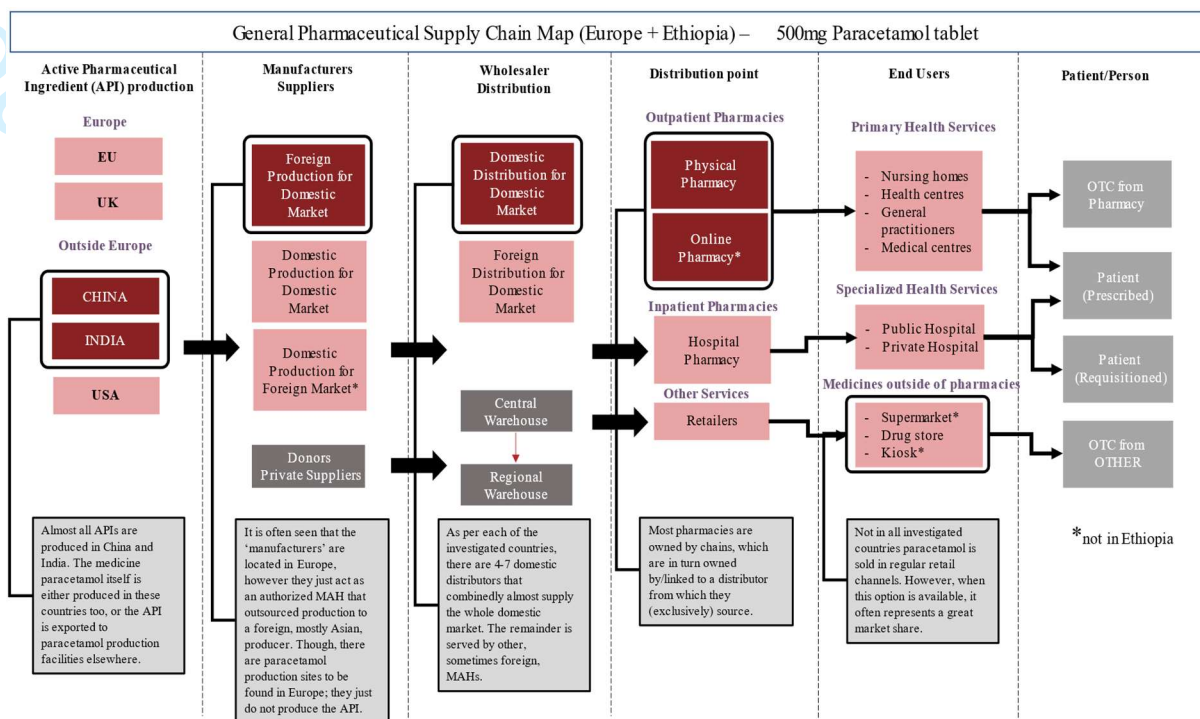 General Pharmaceutical Supply Chain Map (Europe + Ethiopia) – 500mg Paracetamol tablet
Active Pharmaceutical
Ingredient (API) production
Europe
EU
UK
Outside Europe
CHINA
INDIA
USA
Almost all APIs are
produced in China and
India. The medicine
paracetamol itself is
either produced in these
countries too, or the API
is exported to
paracetamol production
facilities elsewhere.
Manufacturers
Suppliers
Foreign
Production for
Domestic
Market
Domestic
Production for
Domestic
Market
Domestic
Production for
Foreign Market*
Donors
Private Suppliers
It is often seen that the
‘manufacturers’ are
located in Europe,
however they just act as
an authorized MAH that
outsourced production to
a foreign, mostly Asian,
producer. Though, there
are paracetamol
production sites to be
found in Europe; they just
do not produce the API.
Wholesaler
Distribution
Domestic
Distribution for
Domestic
Market
Foreign
Distribution for
Domestic
Market
Central
Warehouse
Regional
Warehouse
As per each of the
investigated countries,
there are 4-7 domestic
distributors that
combinedly almost supply
the whole domestic
market. The remainder is
served by other,
sometimes foreign,
MAHs.
Distribution point
Outpatient Pharmacies
Physical
Pharmacy
Online
Pharmacy*
Inpatient Pharmacies
Hospital
Pharmacy
Other Services
Retailers
Most pharmacies are
owned by chains, which
are in turn owned
by/linked to a distributor
from which they
(exclusively) source.
End Users
Primary Health Services
- Nursing homes
- Health centres
- General
practitioners
- Medical centres
Specialized Health Services
- Public Hospital
- Private Hospital
Medicines outside of pharmacies
- Supermarket*
- Drug store
- Kiosk*
Not in all investigated
countries paracetamol is
sold in regular retail
channels. However, when
this option is available, it
often represents a great
market share.
Patient/Person
OTC from
Pharmacy
Patient
(Prescribed)
Patient
(Requisitioned)
OTC from
OTHER
*not in Ethiopia